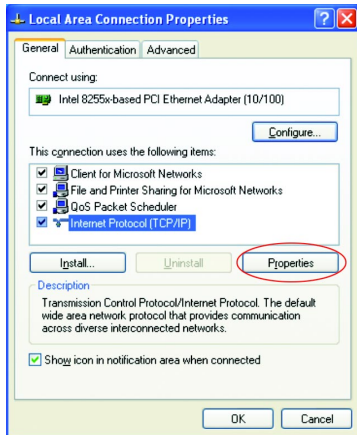 Local Area Connection Properties
General Authentication Advanced
Connect using:
Intel 8255x-based PCI Ethernet Adapter (10/100)
Configure...
This connection uses the following items:
Client for Microsoft Networks
File and Printer Sharing for Microsoft Networks
QoS Packet Scheduler
Internet Protocol (TCP/IP)
Install... Uninstall Properties
Description
Transmission Control Protocol/Internet Protocol. The default
wide area network protocol that provides communication
across diverse interconnected networks.
Show icon in notification area when connected
OK Cancel